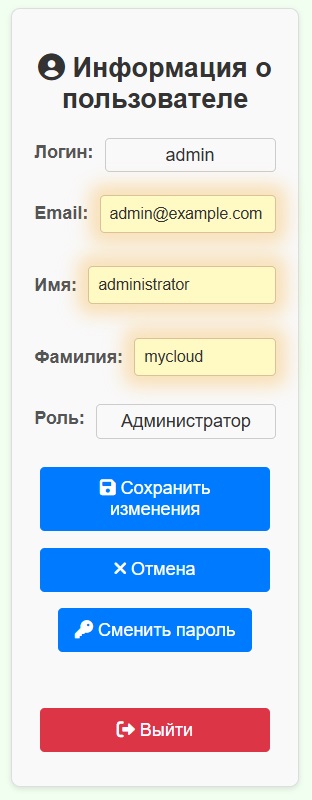 Информация о
пользователе
Логин: admin
Email: admin@example.com
Имя: administrator
Фамилия: mycloud
Роль: Администратор
Сохранить
изменения
Отмена
Сменить пароль
Выйти